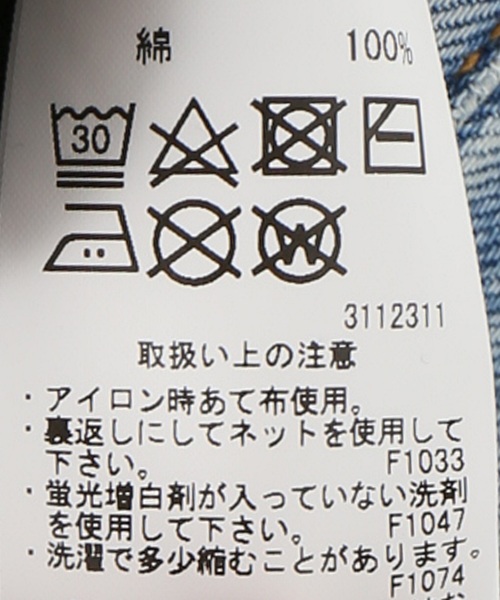 綿 100%
30
W
3112311
取扱い上の注意
・アイロン時あて布使用。
・裏返しにしてネットを使用して
下さい。 F1033
・蛍光増白剤が入っていない洗剤
を使用して下さい。 F1047
・洗濯で多少縮むことがあります。
F1074